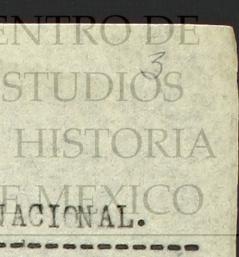 ENTRO DE
3
STUDIOS
HISTORIA
E MEXICO
NACIONAL.